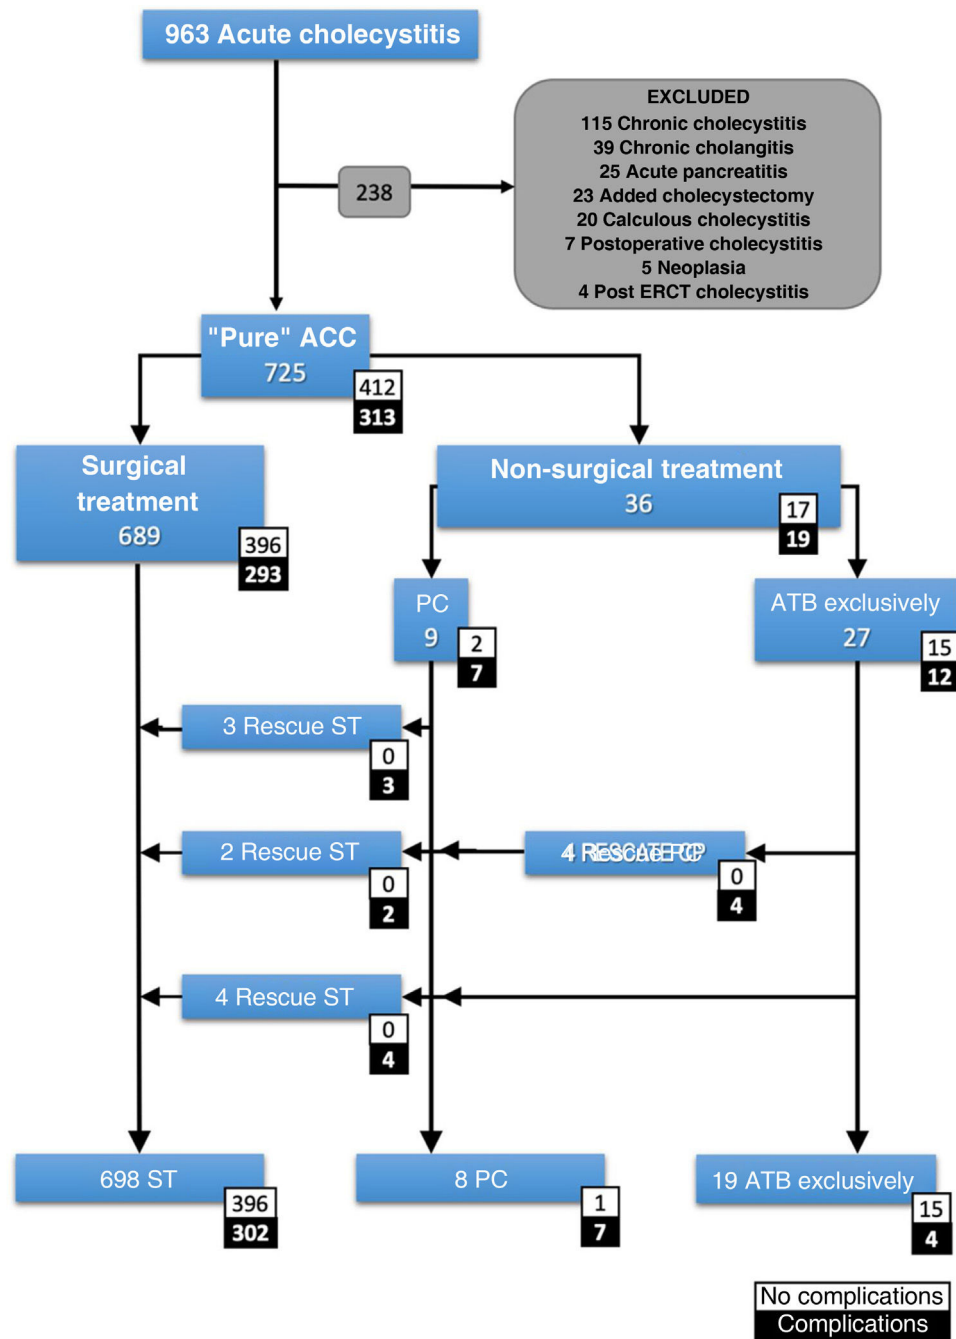 963 Acute cholecystitis
EXCLUDED
115 Chronic cholecystitis
39 Chronic cholangitis
25 Acute pancreatitis
23 Added cholecystectomy
20 Calculous cholecystitis
7 Postoperative cholecystitis
5 Neoplasia
4 Post ERCT cholecystitis
238
"Pure" ACC
725
412
313
Surgical
treatment
689
396
293
Non-surgical treatment
36
17
19
PC
9
2
7
ATB exclusively
27
15
12
3 Rescue ST
0
3
2 Rescue ST
0
2
4 Rescue PC
0
4
4 Rescue ST
0
4
698 ST
396
302
8 PC
1
7
19 ATB exclusively
15
4
No complications
Complications